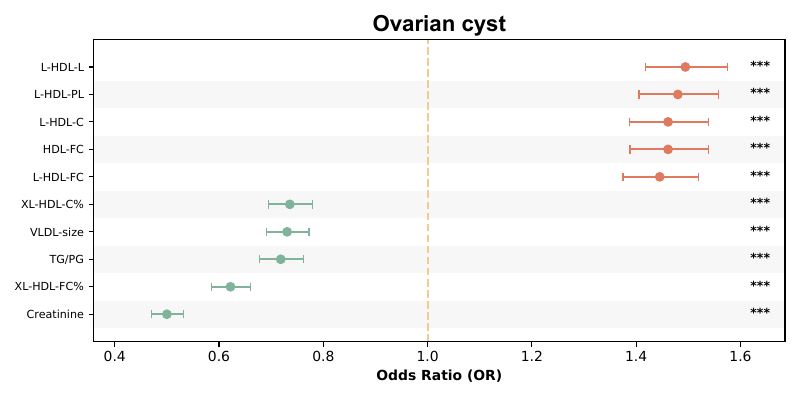 Ovarian cyst
L-HDL-L ***
L-HDL-PL ***
L-HDL-C ***
HDL-FC ***
L-HDL-FC ***
XL-HDL-C% ***
VLDL-size ***
TG/PG ***
XL-HDL-FC% ***
Creatinine ***
0.4 0.6 0.8 1.0 1.2 1.4 1.6
Odds Ratio (OR)